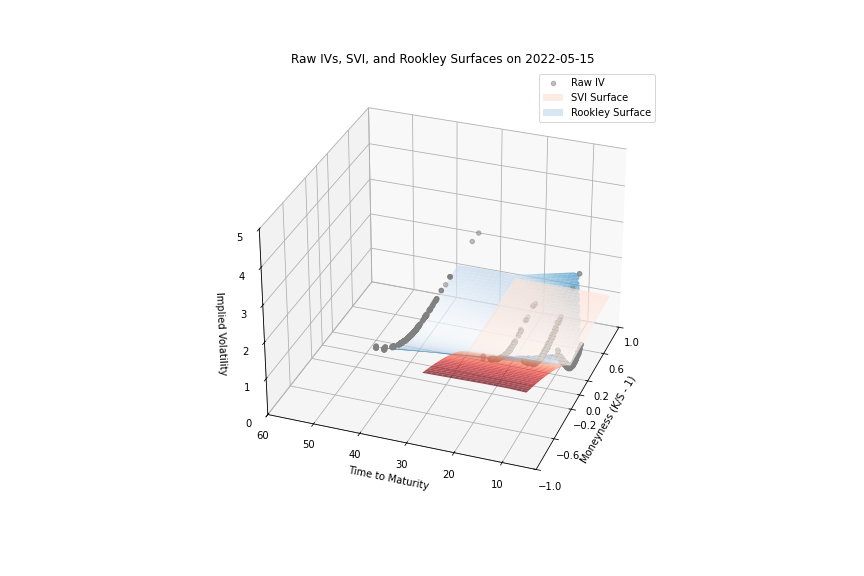 Raw IVs, SVI, and Rookley Surfaces on 2022-05-15
Raw IV
SVI Surface
Rookley Surface
5
4
3
2
1
0
Implied Volatility
60
50
40
30
20
10
Time to Maturity
1.0
0.6
0.2
0.0
−0.2
−0.6
−1.0
Moneyness (K/S - 1)